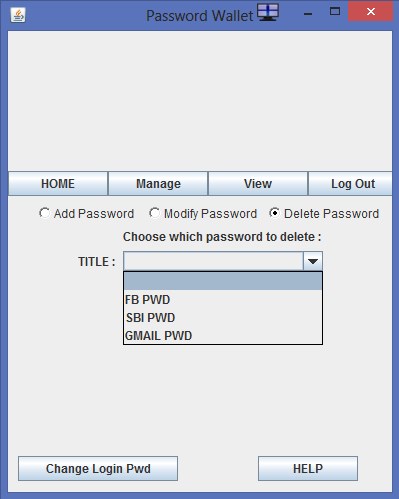 Password Wallet
HOME Manage View Log Out
Add Password Modify Password Delete Password
Choose which password to delete :
TITLE :
FB PWD
SBI PWD
GMAIL PWD
Change Login Pwd HELP